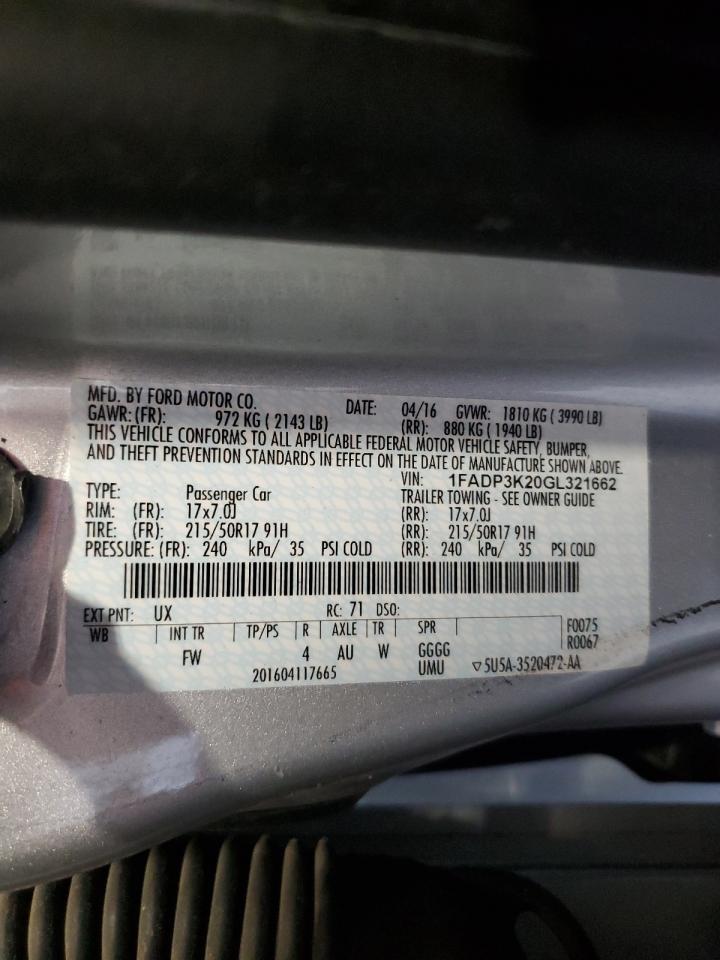 MFD. BY FORD MOTOR CO. DATE: 04/16 GVWR: 1810 KG ( 3990 LB)
GAWR: (FR): 972 KG ( 2143 LB) (RR): 880 KG ( 1940 LB)
THIS VEHICLE CONFORMS TO ALL APPLICABLE FEDERAL MOTOR VEHICLE SAFETY, BUMPER,
AND THEFT PREVENTION STANDARDS IN EFFECT ON THE DATE OF MANUFACTURE SHOWN ABOVE.
VIN: 1FADP3K20GL321662
TYPE: Passenger Car TRAILER TOWING - SEE OWNER GUIDE
RIM: (FR): 17x7.0J (RR): 17x7.0J
TIRE: (FR): 215/50R17 91H (RR): 215/50R17 91H
PRESSURE: (FR): 240 kPa/ 35 PSI COLD (RR): 240 kPa/ 35 PSI COLD
EXT PNT: UX RC: 71 DSO:
WB INT TR TP/PS R AXLE TR SPR F0075
R0067
FW 4 AU W GGGG
201604117665 UMU ▽5U5A-3520472-AA